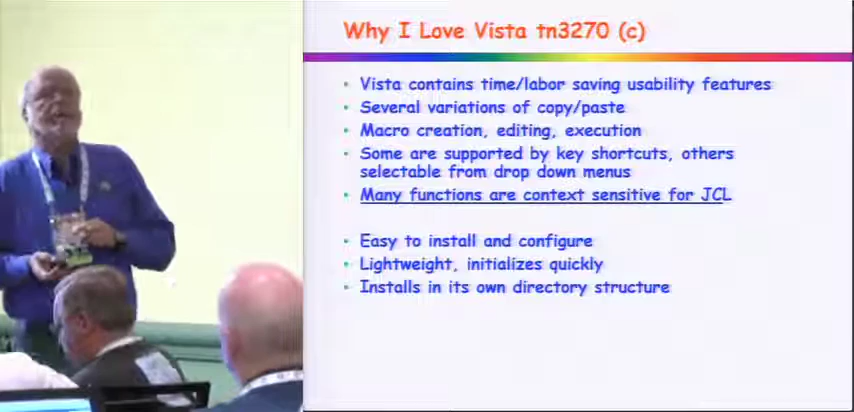 Why I Love Vista tn3270 (c)
• Vista contains time/labor saving usability features
• Several variations of copy/paste
• Macro creation, editing, execution
• Some are supported by key shortcuts, others
selectable from drop down menus
• Many functions are context sensitive for JCL
• Easy to install and configure
• Lightweight, initializes quickly
• Installs in its own directory structure